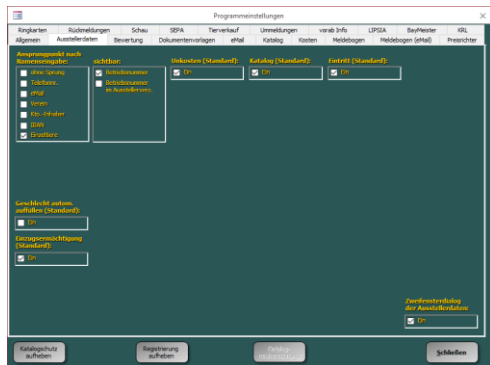 Programmeinstellungen
Ringkarten Rückmeldungen Schau SEPA Tierverkauf Ummeldungen vorab Info LIPSIA BayMeister KRL
Allgemein Ausstellerdaten Bewertung Dokumentenvorlagen eMail Katalog Kosten Meldebogen Meldebogen (eMail) Preisrichter
Ansprungpunkt nach
Namenseingabe:
ohne Sprung
Telefonnr.
eMail
Verein
Kto.-Inhaber
IBAN
Einzeltiere
sichtbar:
Betriebsnummer
Betriebsnummer
im Ausstellerverz.
Unkosten (Standard):
Ein
Katalog (Standard):
Ein
Eintritt (Standard):
Ein
Geschlecht autom.
auffüllen (Standard):
Ein
Einzugsermächtigung
(Standard):
Ein
Zweifensterdialog
der Ausstellerdaten:
Ein
Katalogschutz
aufheben
Registrierung
aufheben
Schließen